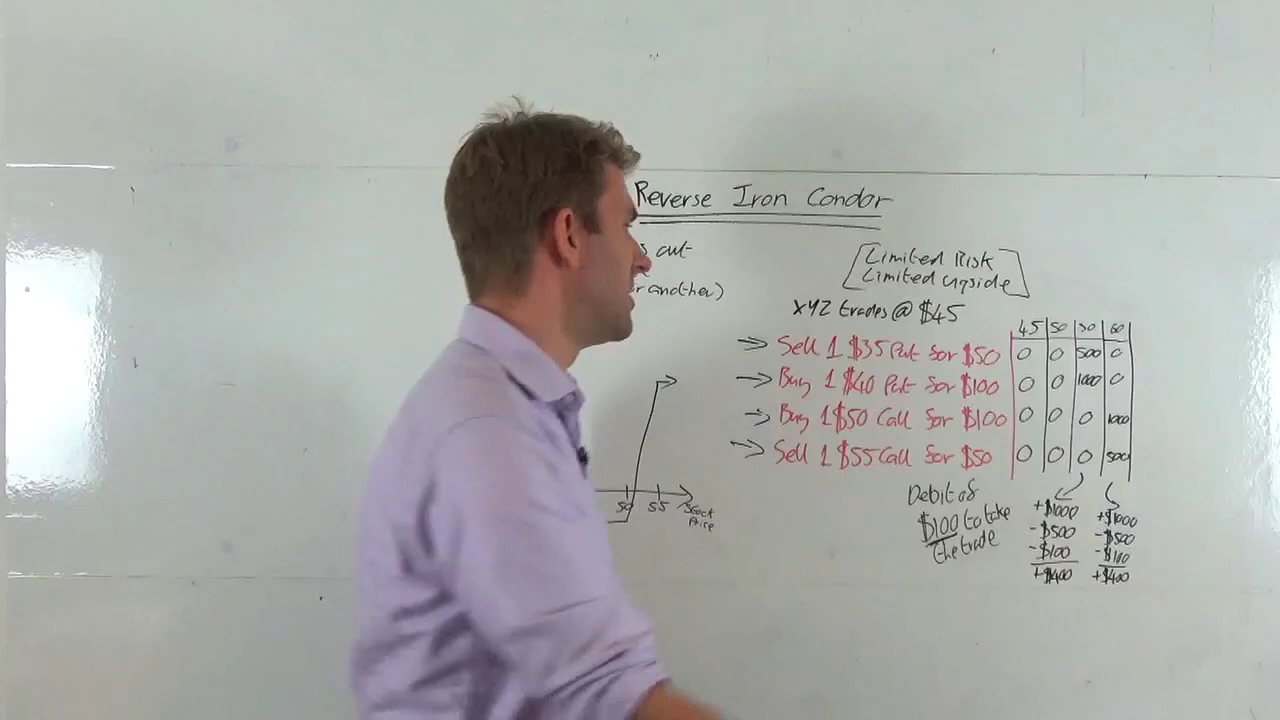 Reverse Iron Condor
out
another)
[Limited Risk
Limited Upside]
XYZ trades @ $45
45 50 30 60
→ Sell 1 $35 Put for $50 0 0 500 0
→ Buy 1 $40 Put for $100 0 0 1000 0
→ Buy 1 $50 Call for $100 0 0 0 1000
→ Sell 1 $55 Call for $50 0 0 0 500
50 55 Stock
Price
Debit of
$100 to take
the trade
+$1000
-$500
-$100
+$400
+$1000
-$500
-$100
+$400